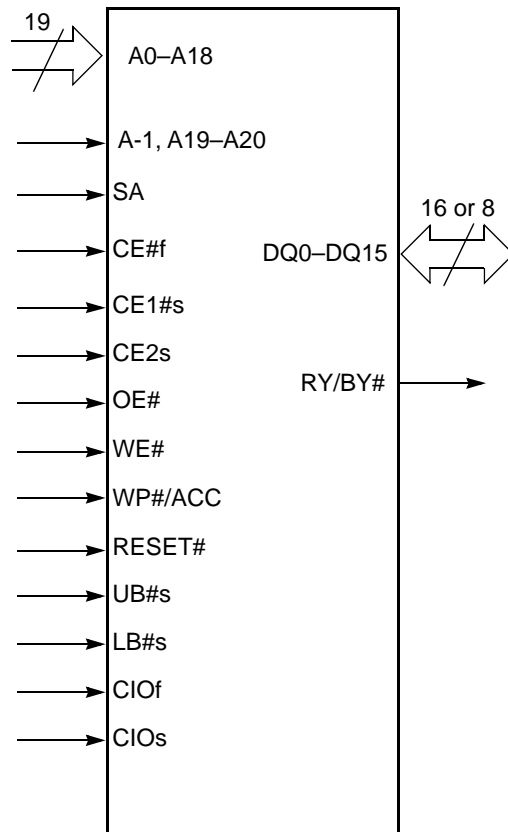 19
A0–A18
A-1, A19–A20
SA
16 or 8
CE#f
DQ0–DQ15
CE1#s
CE2s
RY/BY#
OE#
WE#
WP#/ACC
RESET#
UB#s
LB#s
CIOf
CIOs